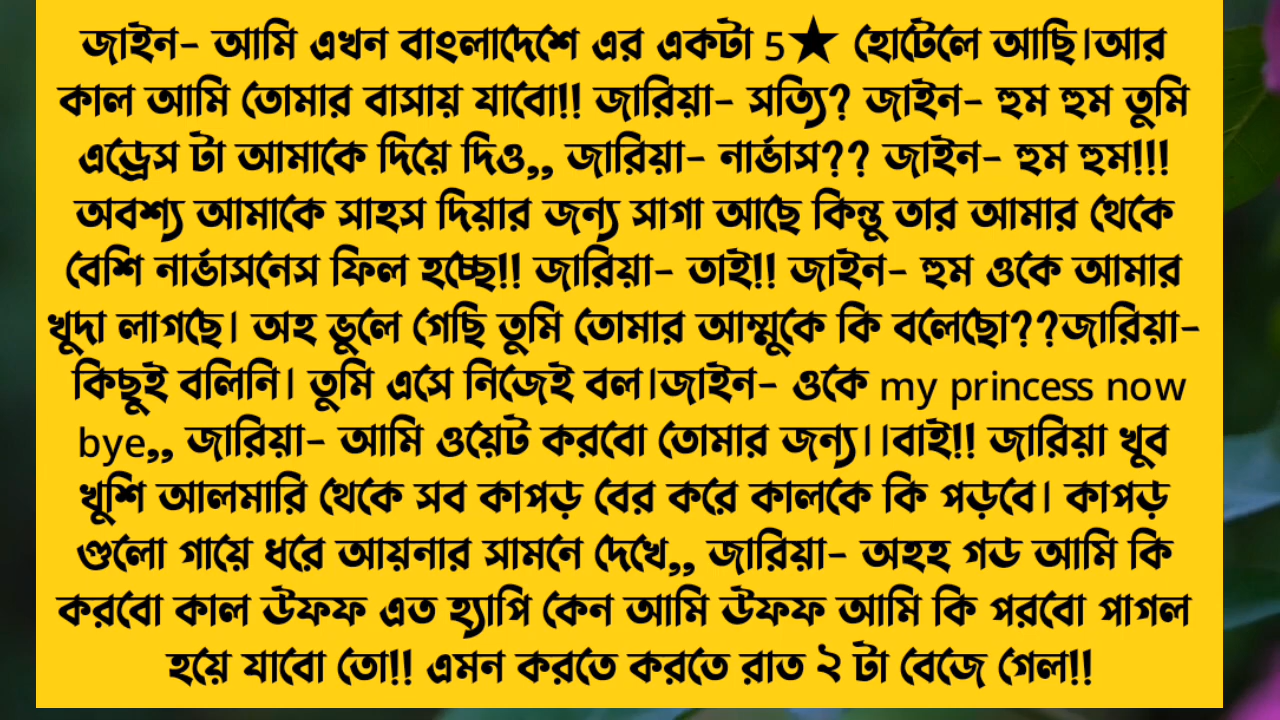 জাইন- আমি এখন বাংলাদেশে এর একটা 5★ হোটেলে আছি।আর
কাল আমি তোমার বাসায় যাবো!! জারিয়া- সত্যি? জাইন- হুম হুম তুমি
এড্রেস টা আমাকে দিয়ে দিও,, জারিয়া- নার্ভাস?? জাইন- হুম হুম!!!
অবশ্য আমাকে সাহস দিয়ার জন্য সাগা আছে কিন্তু তার আমার থেকে
বেশি নার্ভাসনেস ফিল হচ্ছে!! জারিয়া- তাই!! জাইন- হুম ওকে আমার
খুদা লাগছে। অহ ভুলে গেছি তুমি তোমার আম্মুকে কি বলেছো??জারিয়া-
কিছুই বলিনি। তুমি এসে নিজেই বল।জাইন- ওকে my princess now
bye,, জারিয়া- আমি ওয়েট করবো তোমার জন্য।।বাই!! জারিয়া খুব
খুশি আলমারি থেকে সব কাপড় বের করে কালকে কি পড়বে। কাপড়
গুলো গায়ে ধরে আয়নার সামনে দেখে,, জারিয়া- অহহ গড আমি কি
করবো কাল উফফ এত হ্যাপি কেন আমি উফফ আমি কি পরবো পাগল
হয়ে যাবো তো!! এমন করতে করতে রাত ২ টা বেজে গেল!!